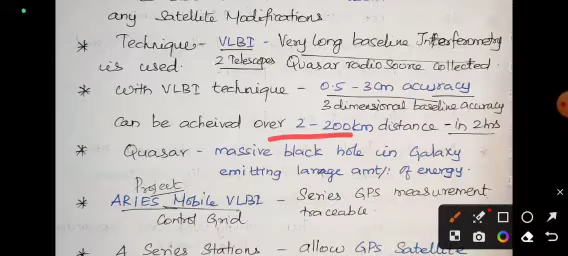 any Satellite Modifications
* Technique - VLBI - Very long baseline Interferometry
is used. 2 Telescopes Quasar radio source collected.
* with VLBI technique - 0.5 - 3cm accuracy
3 dimensional baseline accuracy
can be acheived over 2 - 200km distance - in 2 hrs
* Quasar - massive black hole in Galaxy
emitting larage amt/- of energy.
Project
* ARIES Mobile VLBI - Series GPS measurement
Control Grid traceable.
* A Series Stations - allow GPS Satellite